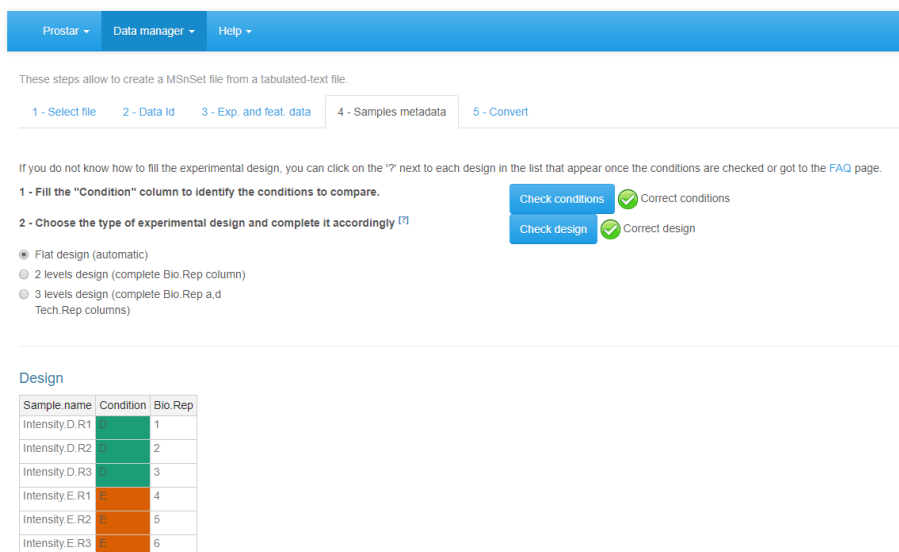 Prostar Data manager Help
These steps allow to create a MSnSet file from a tabulated-text file.
1 - Select file 2 - Data Id 3 - Exp. and feat. data 4 - Samples metadata 5 - Convert
If you do not know how to fill the experimental design, you can click on the '?' next to each design in the list that appear once the conditions are checked or got to the FAQ page.
1 - Fill the "Condition" column to identify the conditions to compare.
Check conditions Correct conditions
2 - Choose the type of experimental design and complete it accordingly [?]
Check design Correct design
Flat design (automatic)
2 levels design (complete Bio.Rep column)
3 levels design (complete Bio.Rep a,d
Tech.Rep columns)
Design
Sample.name Condition Bio.Rep
Intensity.D.R1 D 1
Intensity.D.R2 D 2
Intensity.D.R3 D 3
Intensity.E.R1 E 4
Intensity.E.R2 E 5
Intensity.E.R3 E 6